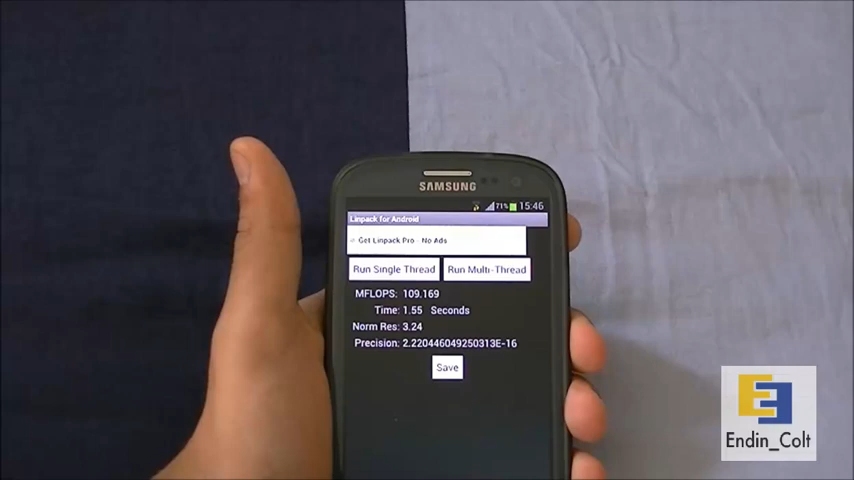 SAMSUNG
71% 15:46
Linpack for Android
Get Linpack Pro - No Ads
Run Single Thread Run Multi-Thread
MFLOPS: 109.169
Time: 1.55 Seconds
Norm Res: 3.24
Precision: 2.220446049250313E-16
Save
Endin_Colt